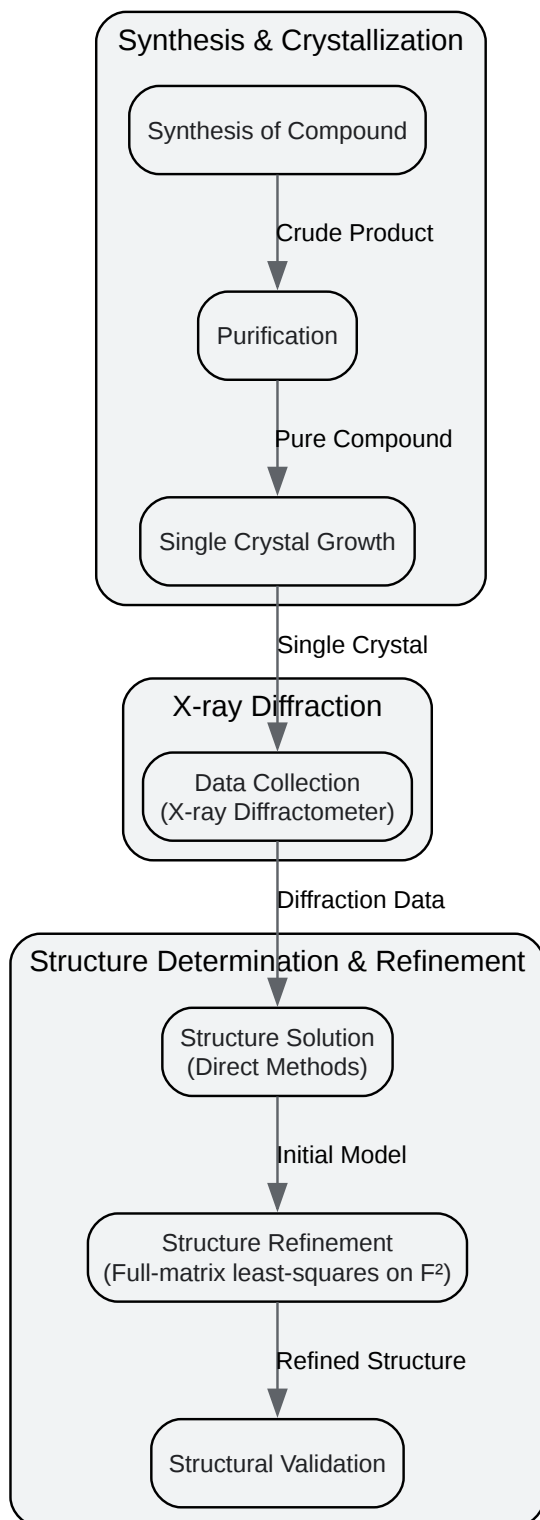 Synthesis & Crystallization
Synthesis of Compound
Crude Product
Purification
Pure Compound
Single Crystal Growth
Single Crystal
X-ray Diffraction
Data Collection
(X-ray Diffractometer)
Diffraction Data
Structure Determination & Refinement
Structure Solution
(Direct Methods)
Initial Model
Structure Refinement
(Full-matrix least-squares on F²)
Refined Structure
Structural Validation